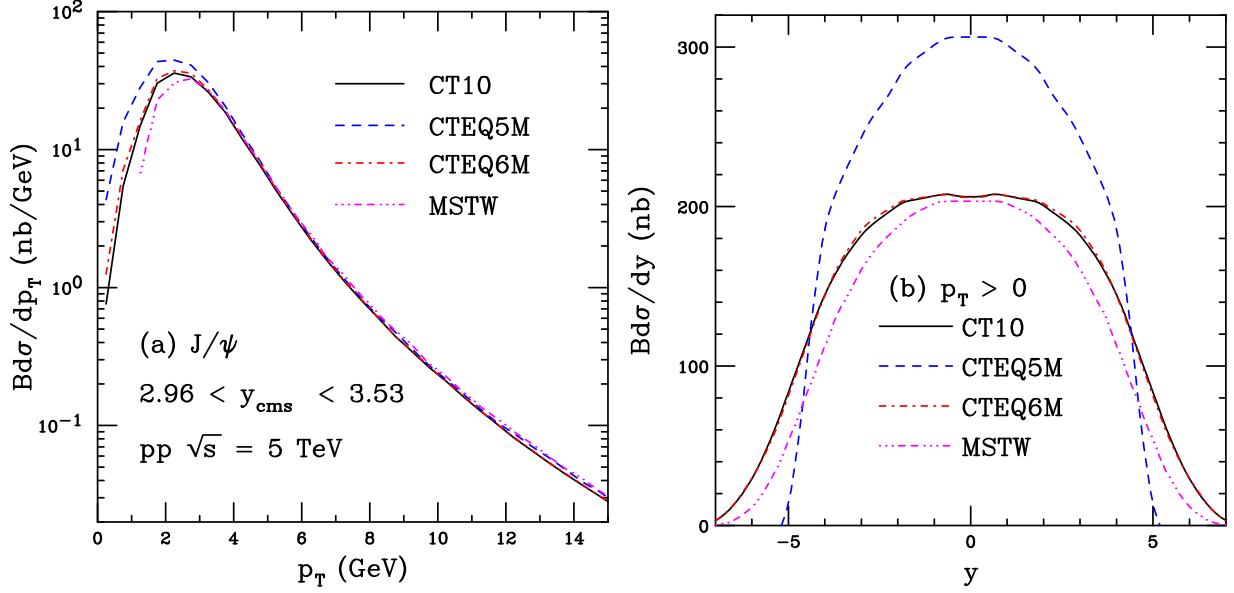 10²
10¹
10⁰
10⁻¹
Bdσ/dp_T (nb/GeV)
CT10
CTEQ5M
CTEQ6M
MSTW
(a) J/ψ
2.96 < y_cms < 3.53
pp √s = 5 TeV
0 2 4 6 8 10 12 14
p_T (GeV)
300
200
100
0
Bdσ/dy (nb)
(b) p_T > 0
CT10
CTEQ5M
CTEQ6M
MSTW
−5 0 5
y